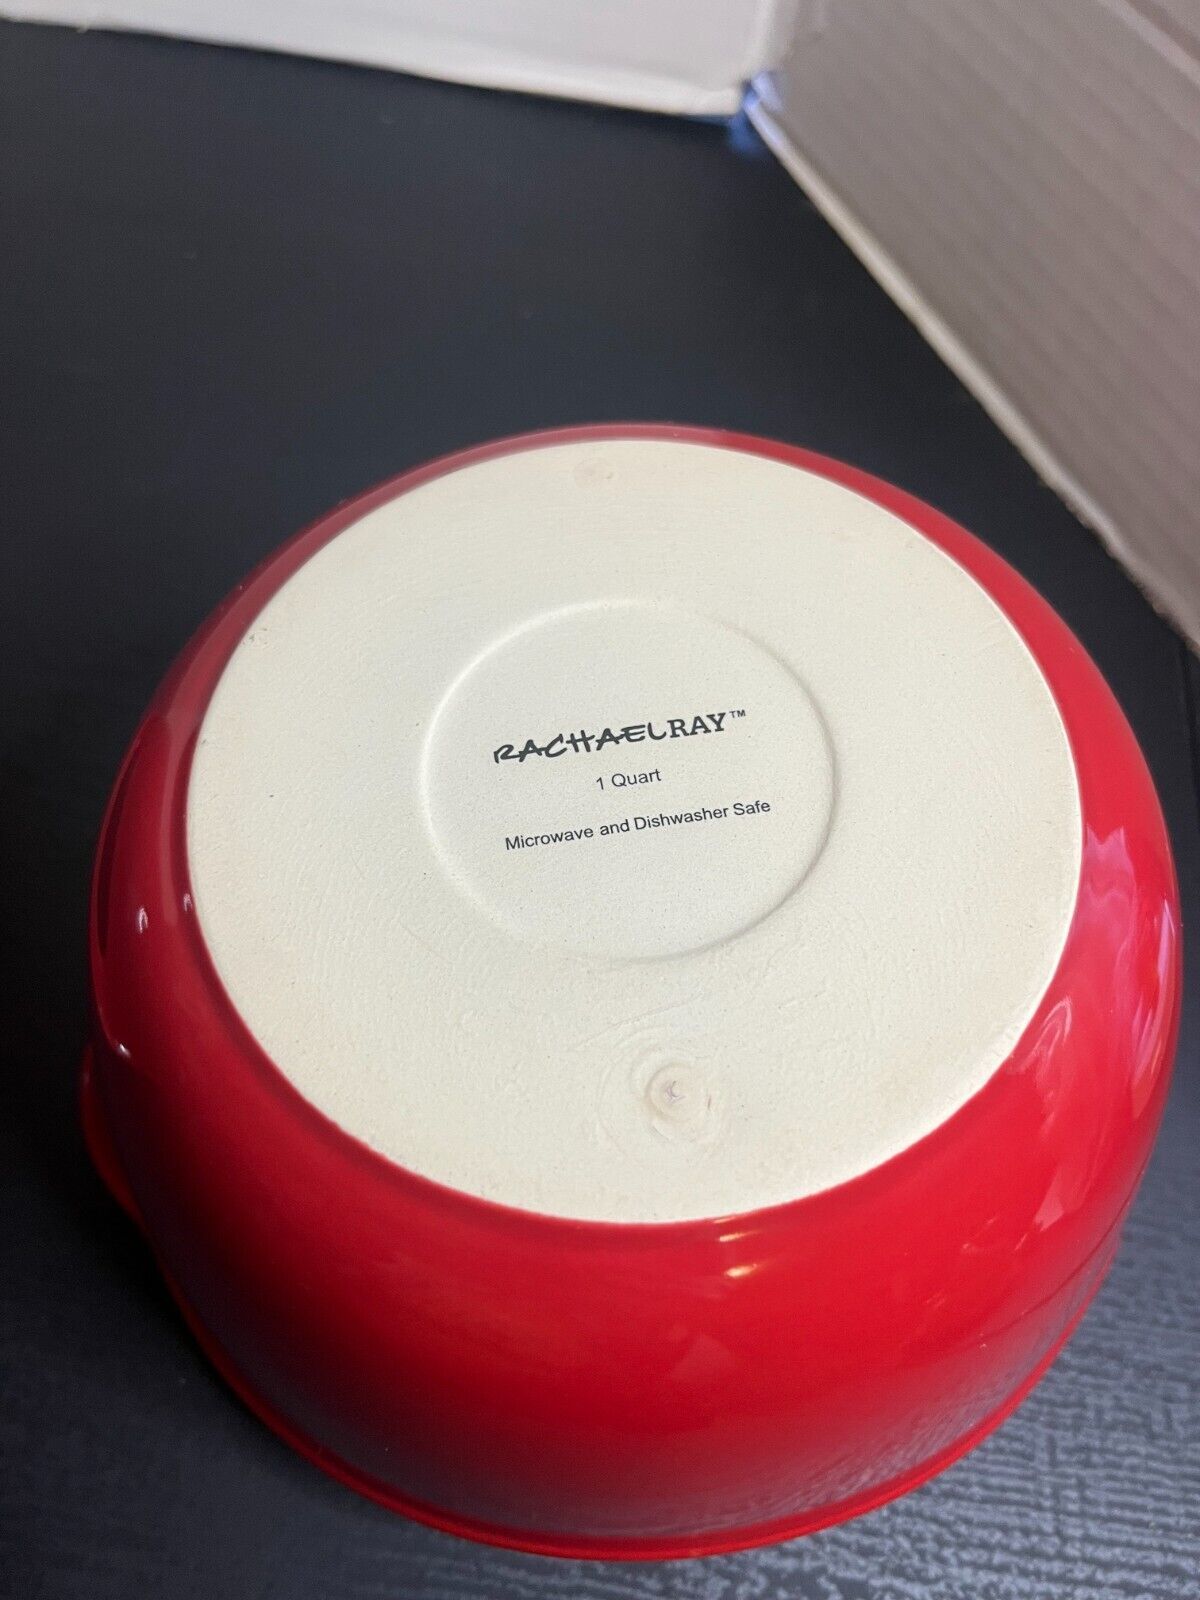 RACHAELRAY™
1 Quart
Microwave and Dishwasher Safe